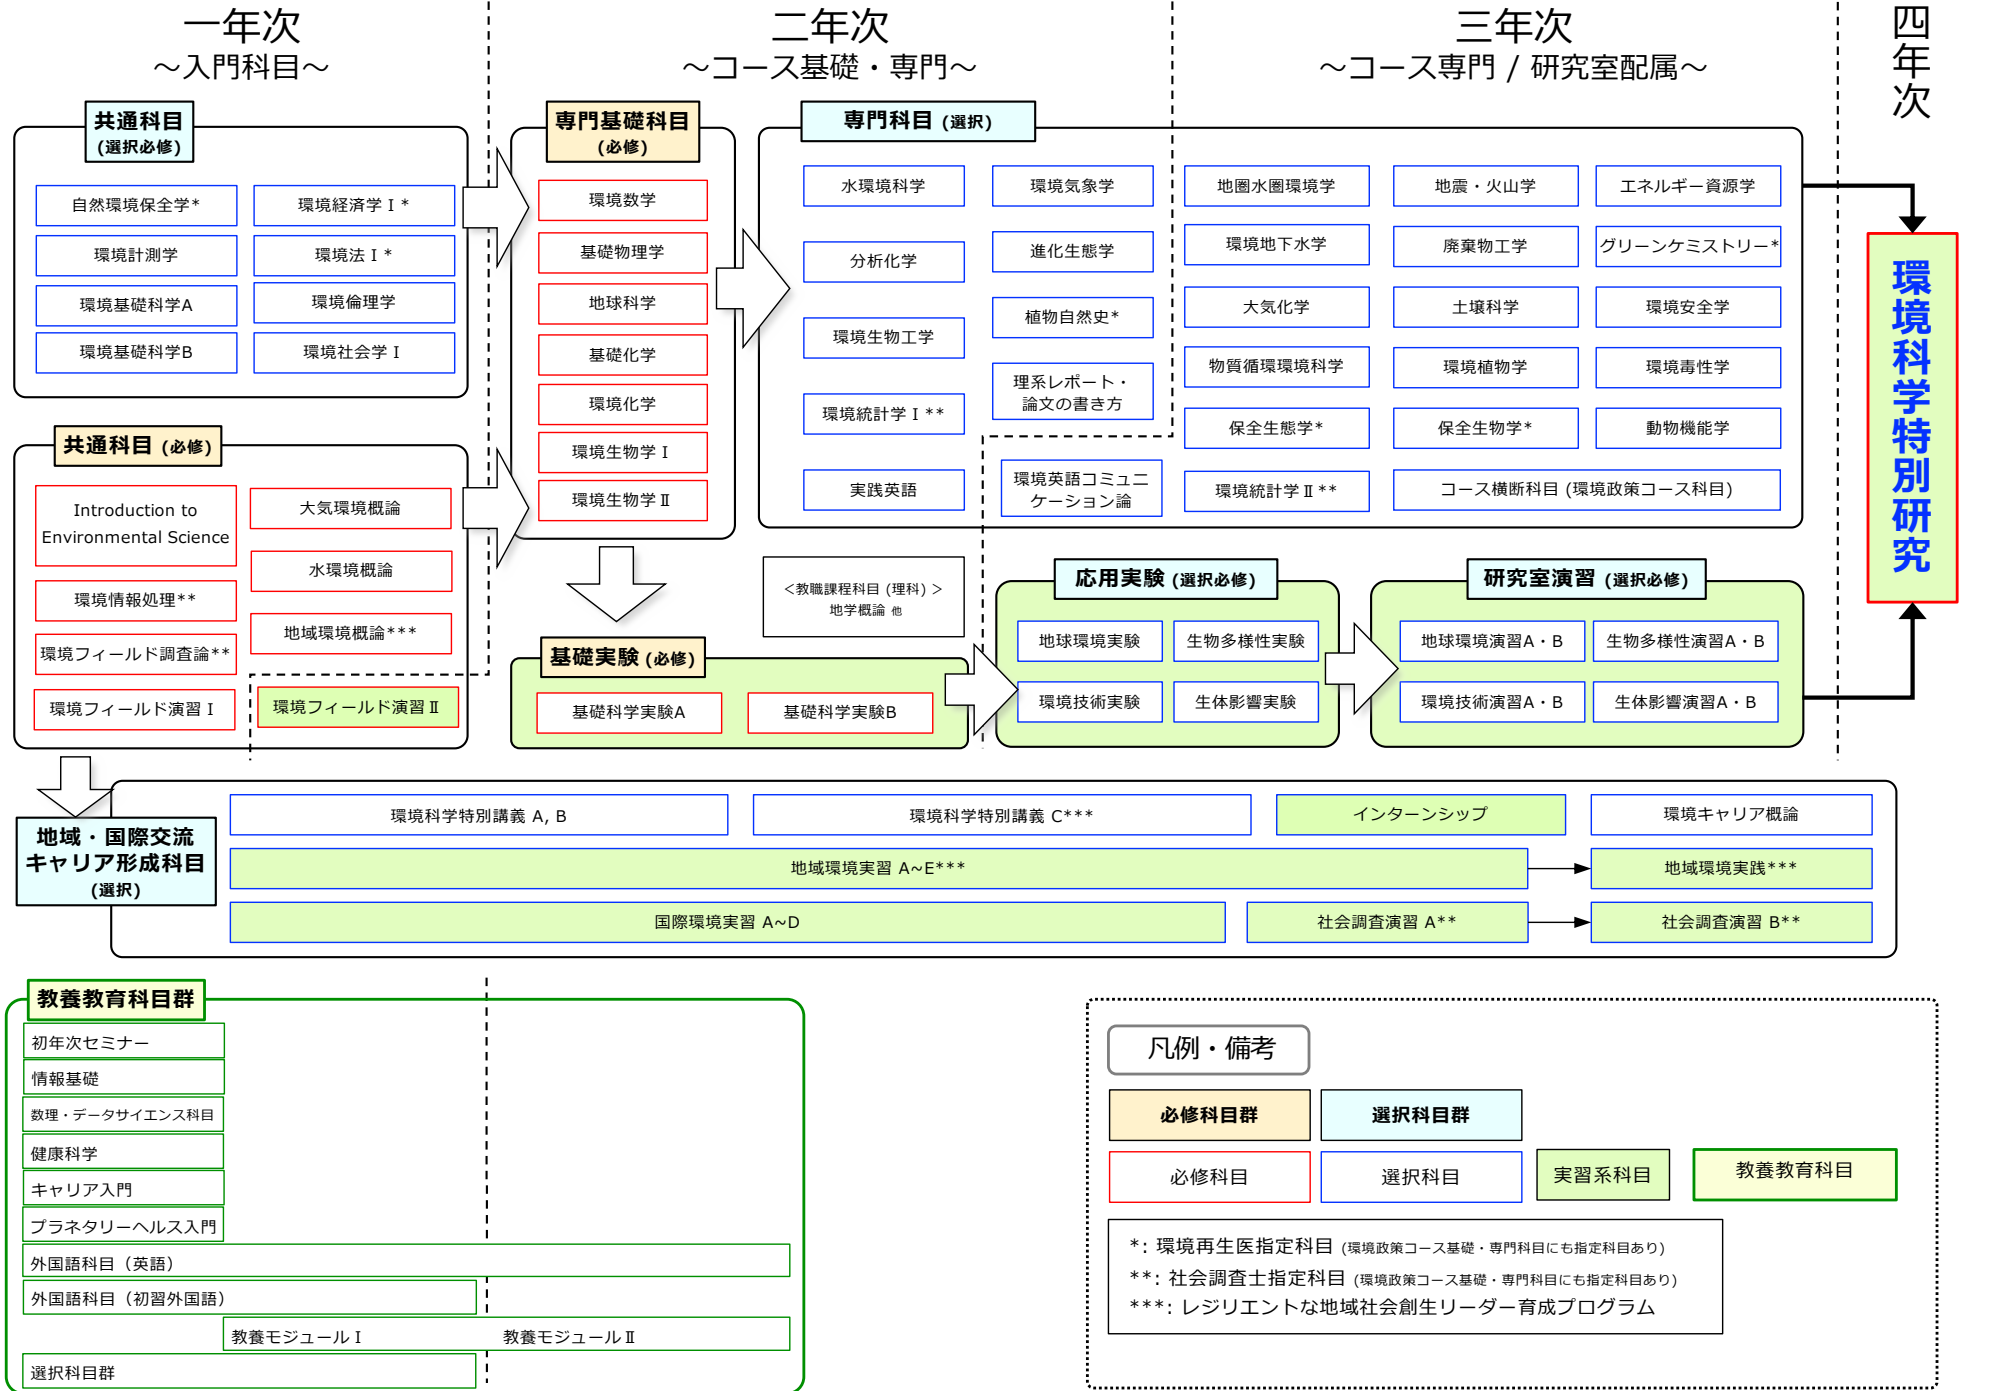 一年次
～入門科目～
二年次
～コース基礎・専門～
三年次
～コース専門 / 研究室配属～
四年次
共通科目
(選択必修)
自然環境保全学*
環境経済学Ⅰ*
環境計測学
環境法Ⅰ*
環境基礎科学A
環境倫理学
環境基礎科学B
環境社会学Ⅰ
共通科目 (必修)
Introduction to
Environmental Science
大気環境概論
水環境概論
環境情報処理**
地域環境概論***
環境フィールド調査論**
環境フィールド演習Ⅰ
環境フィールド演習Ⅱ
専門基礎科目
(必修)
環境数学
基礎物理学
地球科学
基礎化学
環境化学
環境生物学Ⅰ
環境生物学Ⅱ
専門科目 (選択)
水環境科学
環境気象学
地圏水圏環境学
地震・火山学
エネルギー資源学
分析化学
進化生態学
環境地下水学
廃棄物工学
グリーンケミストリー*
環境生物工学
植物自然史*
大気化学
土壌科学
環境安全学
環境統計学Ⅰ**
理系レポート・
論文の書き方
物質循環環境科学
環境植物学
環境毒性学
保全生態学*
保全生物学*
動物機能学
実践英語
環境英語コミュニ
ケーション論
環境統計学Ⅱ**
コース横断科目 (環境政策コース科目)
環境科学特別研究
＜教職課程科目 (理科) ＞
地学概論 他
基礎実験 (必修)
基礎科学実験A
基礎科学実験B
応用実験 (選択必修)
地球環境実験
生物多様性実験
環境技術実験
生体影響実験
研究室演習 (選択必修)
地球環境演習A・B
生物多様性演習A・B
環境技術演習A・B
生体影響演習A・B
地域・国際交流
キャリア形成科目
(選択)
環境科学特別講義 A, B
環境科学特別講義 C***
インターンシップ
環境キャリア概論
地域環境実習 A~E***
地域環境実践***
国際環境実習 A~D
社会調査演習 A**
社会調査演習 B**
教養教育科目群
初年次セミナー
情報基礎
数理・データサイエンス科目
健康科学
キャリア入門
プラネタリーヘルス入門
外国語科目（英語）
外国語科目（初習外国語）
教養モジュールⅠ
教養モジュールⅡ
選択科目群
凡例・備考
必修科目群
選択科目群
必修科目
選択科目
実習系科目
教養教育科目
*: 環境再生医指定科目 (環境政策コース基礎・専門科目にも指定科目あり)
**: 社会調査士指定科目 (環境政策コース基礎・専門科目にも指定科目あり)
***: レジリエントな地域社会創生リーダー育成プログラム